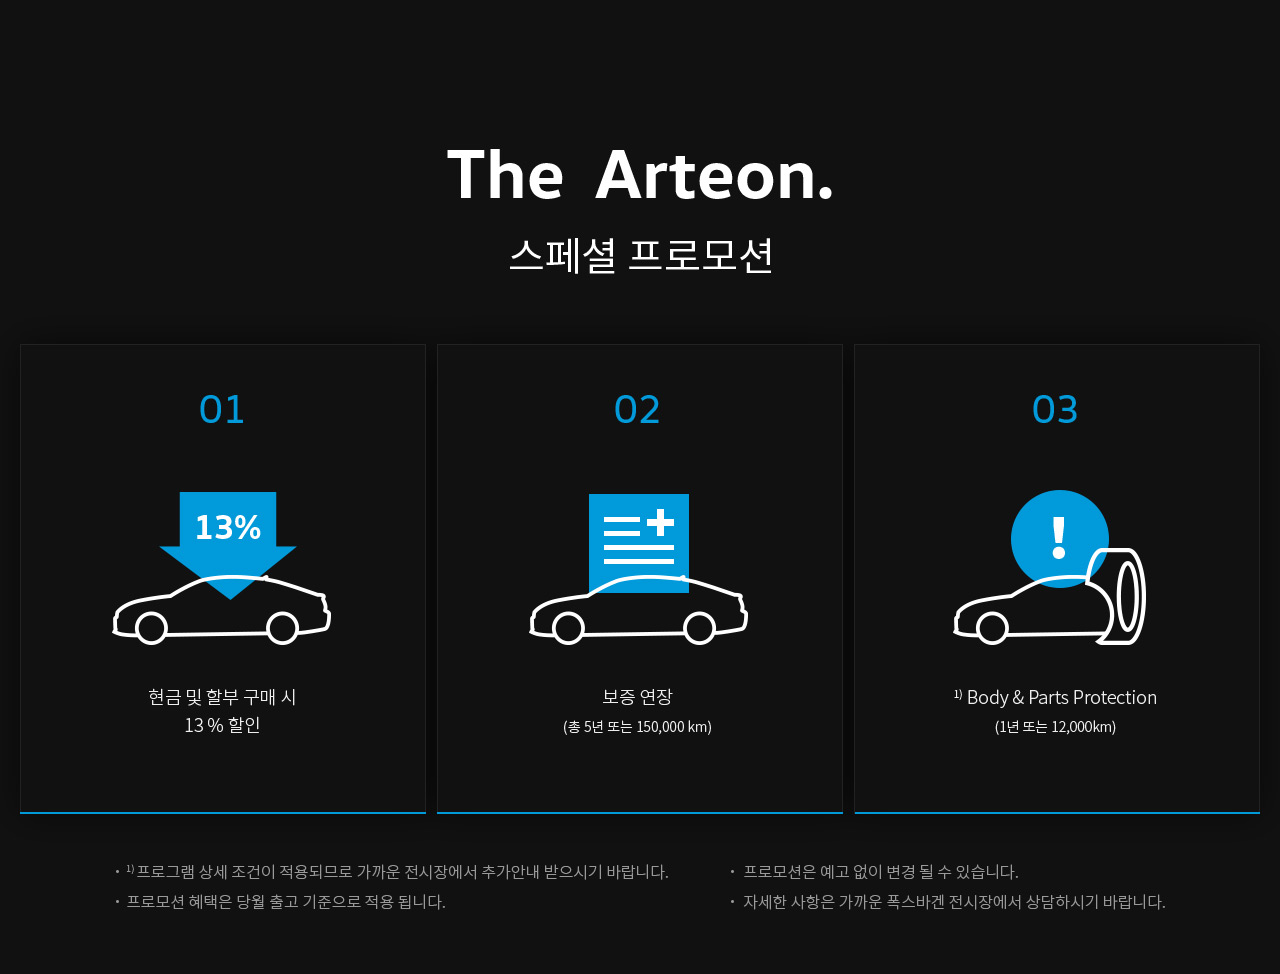 The Arteon.
스페셜 프로모션
01
13%
현금 및 할부 구매 시
13 % 할인
02
보증 연장
(총 5년 또는 150,000 km)
03
!
1) Body & Parts Protection
(1년 또는 12,000km)
· 1) 프로그램 상세 조건이 적용되므로 가까운 전시장에서 추가안내 받으시기 바랍니다.
· 프로모션 혜택은 당월 출고 기준으로 적용 됩니다.
· 프로모션은 예고 없이 변경 될 수 있습니다.
· 자세한 사항은 가까운 폭스바겐 전시장에서 상담하시기 바랍니다.